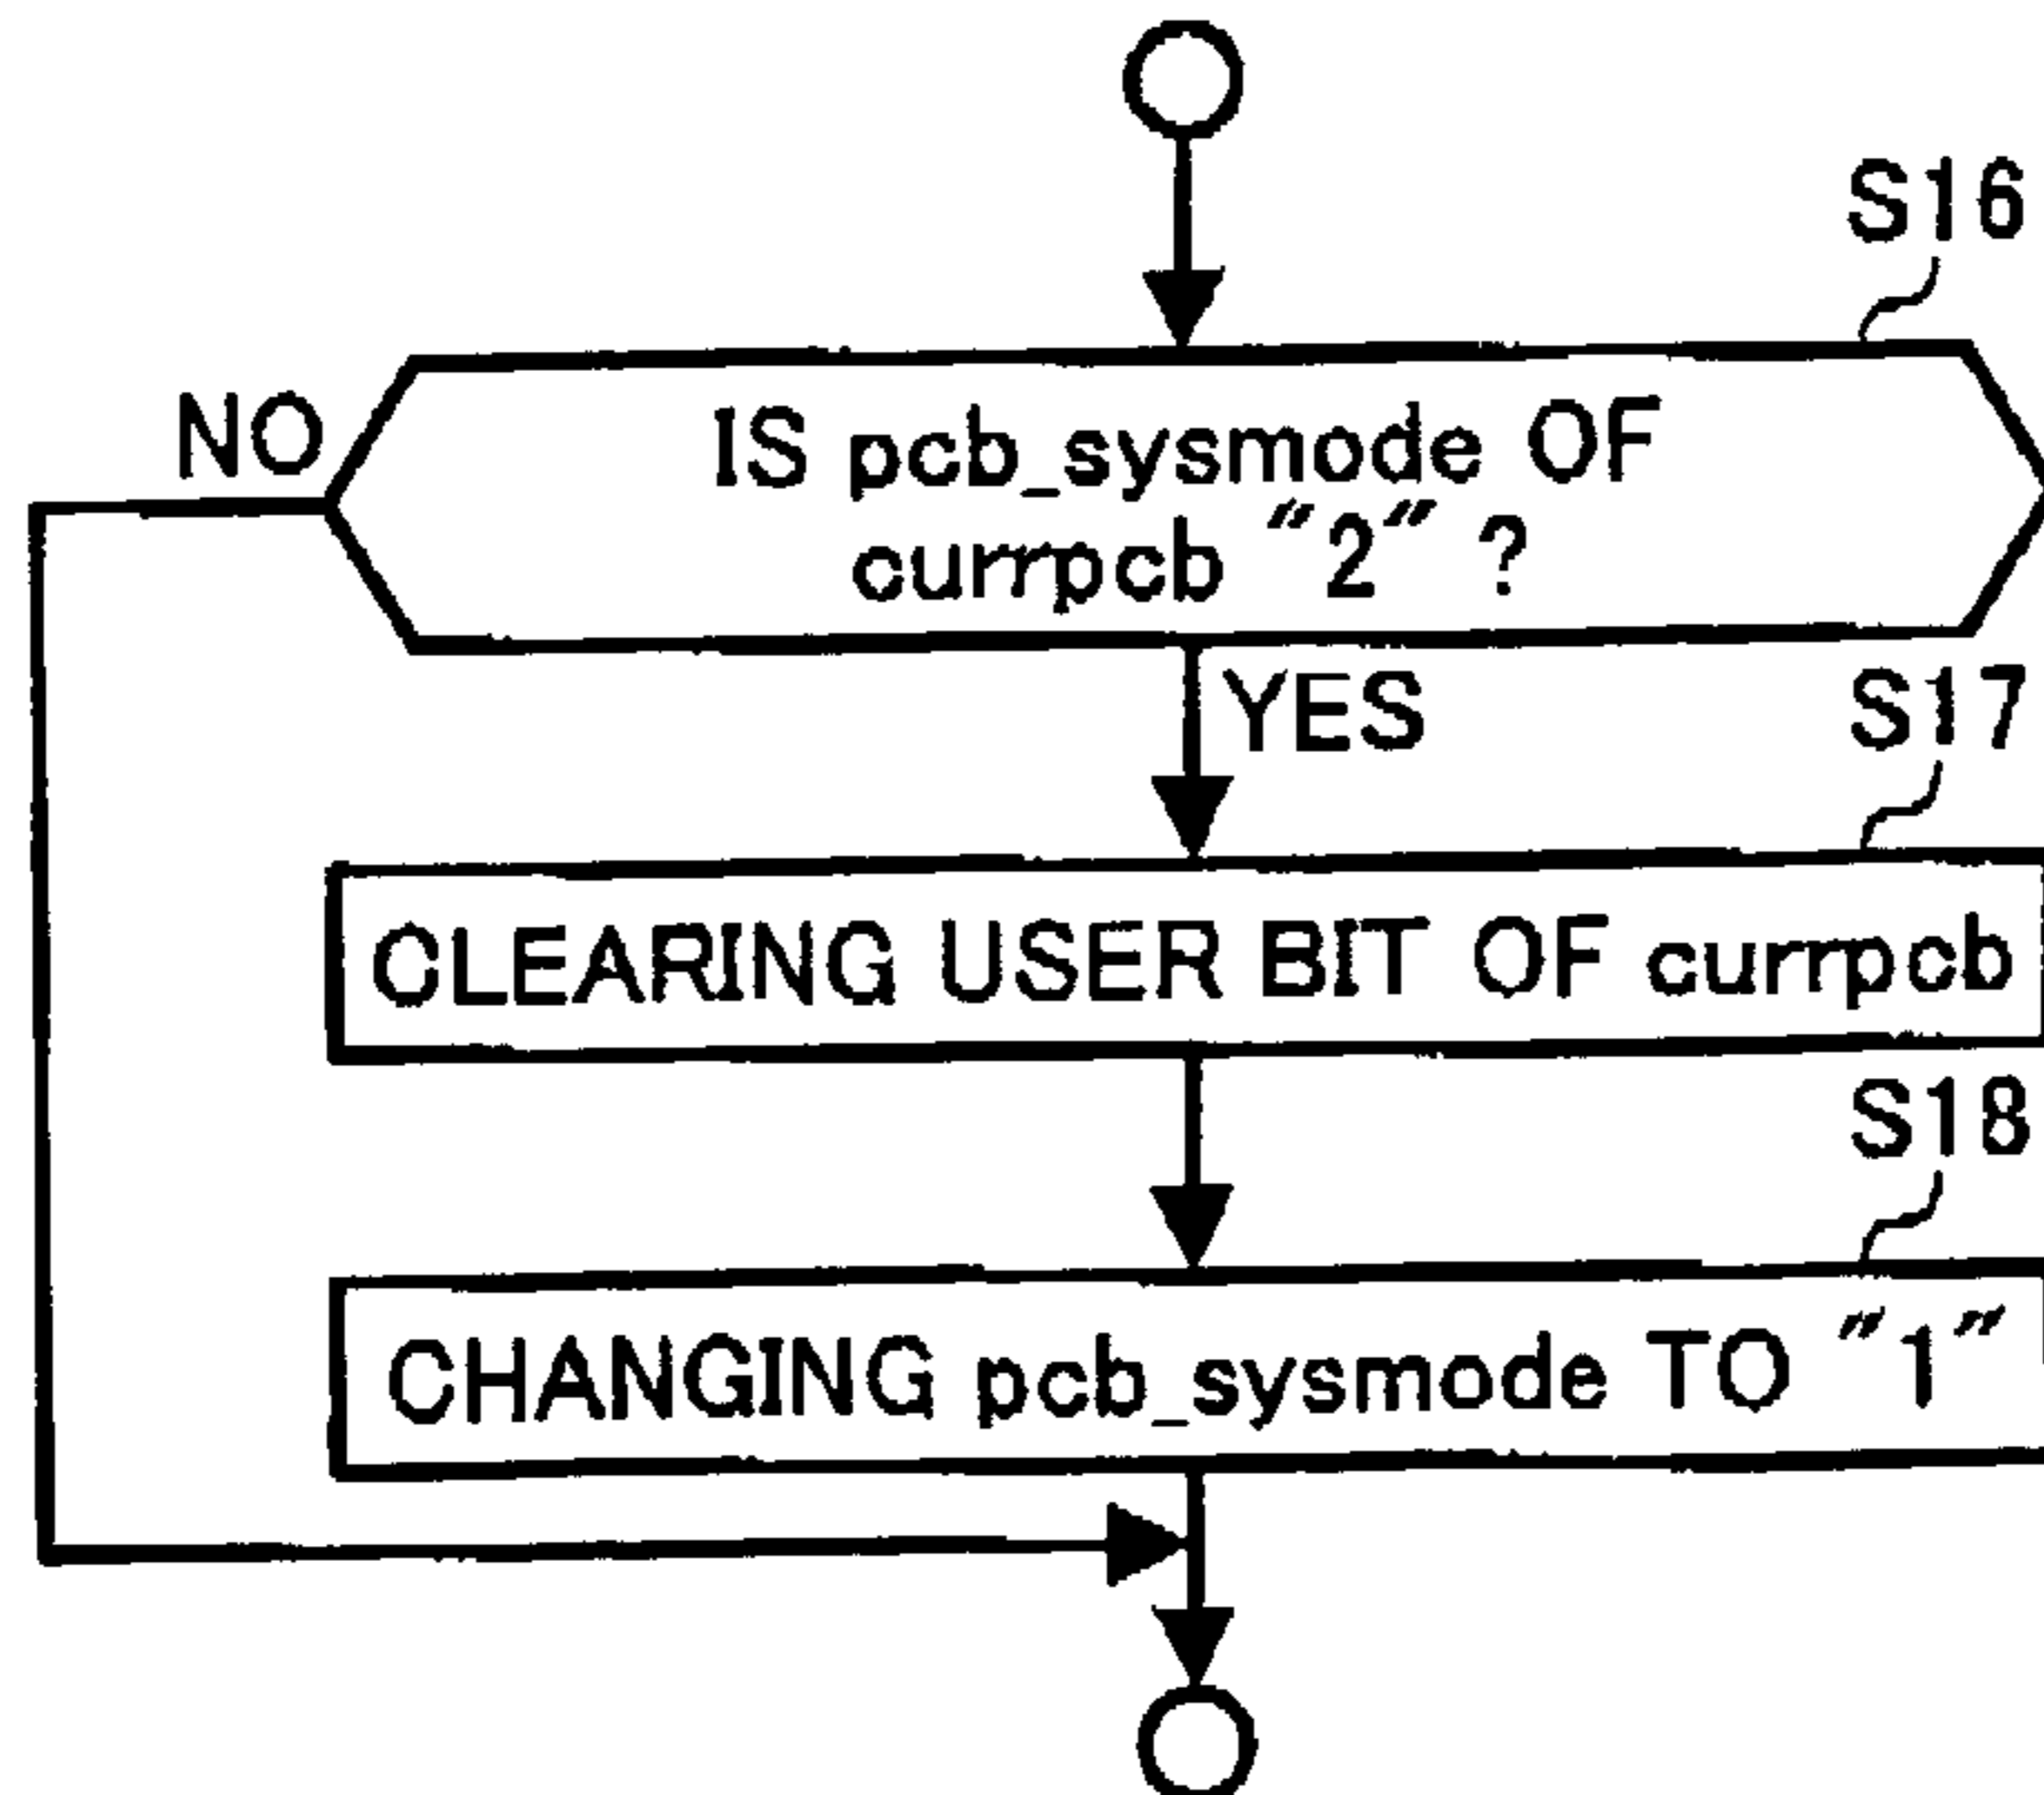 S16
NO
IS pcb_sysmode OF
currpcb "2" ?
YES
S17
CLEARING USER BIT OF currpcb
S18
CHANGING pcb_sysmode TO "1"